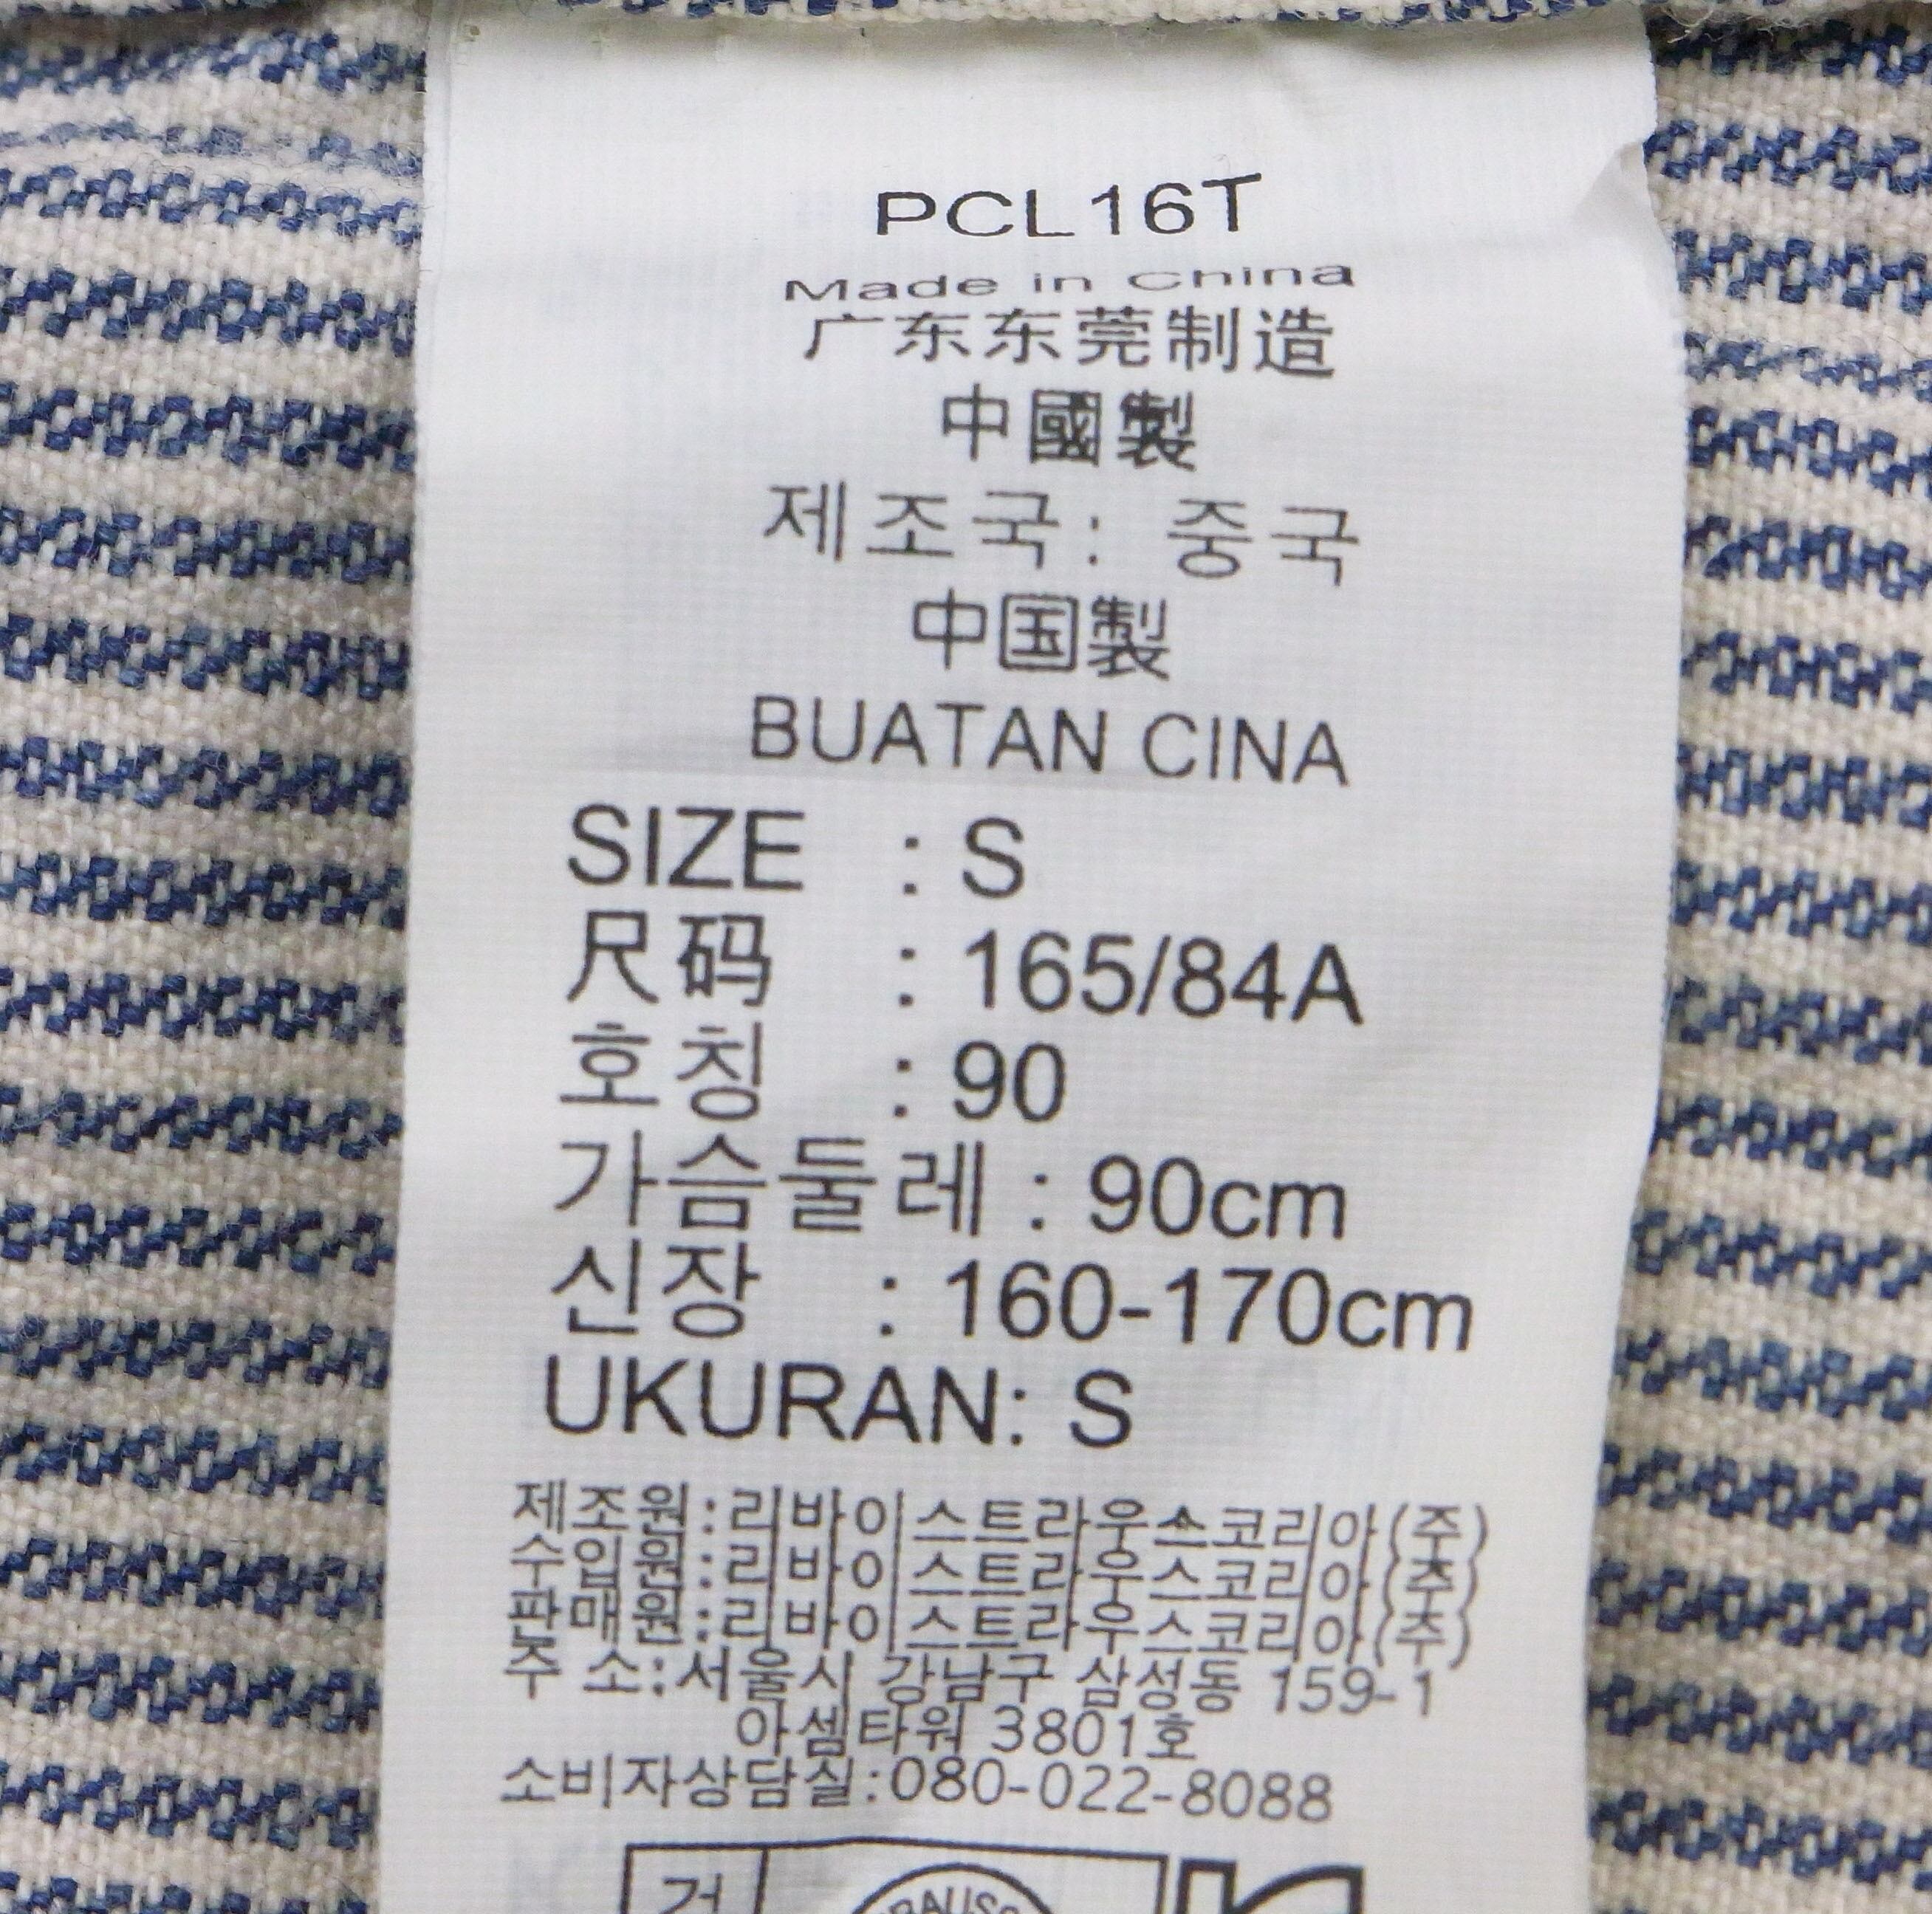 PCL16T
Made in China
广东东莞制造
中國製
제조국: 중국
中国製
BUATAN CINA
SIZE : S
尺码 : 165/84A
호칭 : 90
가슴둘레 : 90cm
신장 : 160-170cm
UKURAN: S
제조원:리바이스트라우스코리아(주)
수입원:리바이스트라우스코리아(주)
판매원:리바이스트라우스코리아(주)
주 소:서울시 강남구 삼성동 159-1
아셈타워 3801호
소비자상담실:080-022-8088